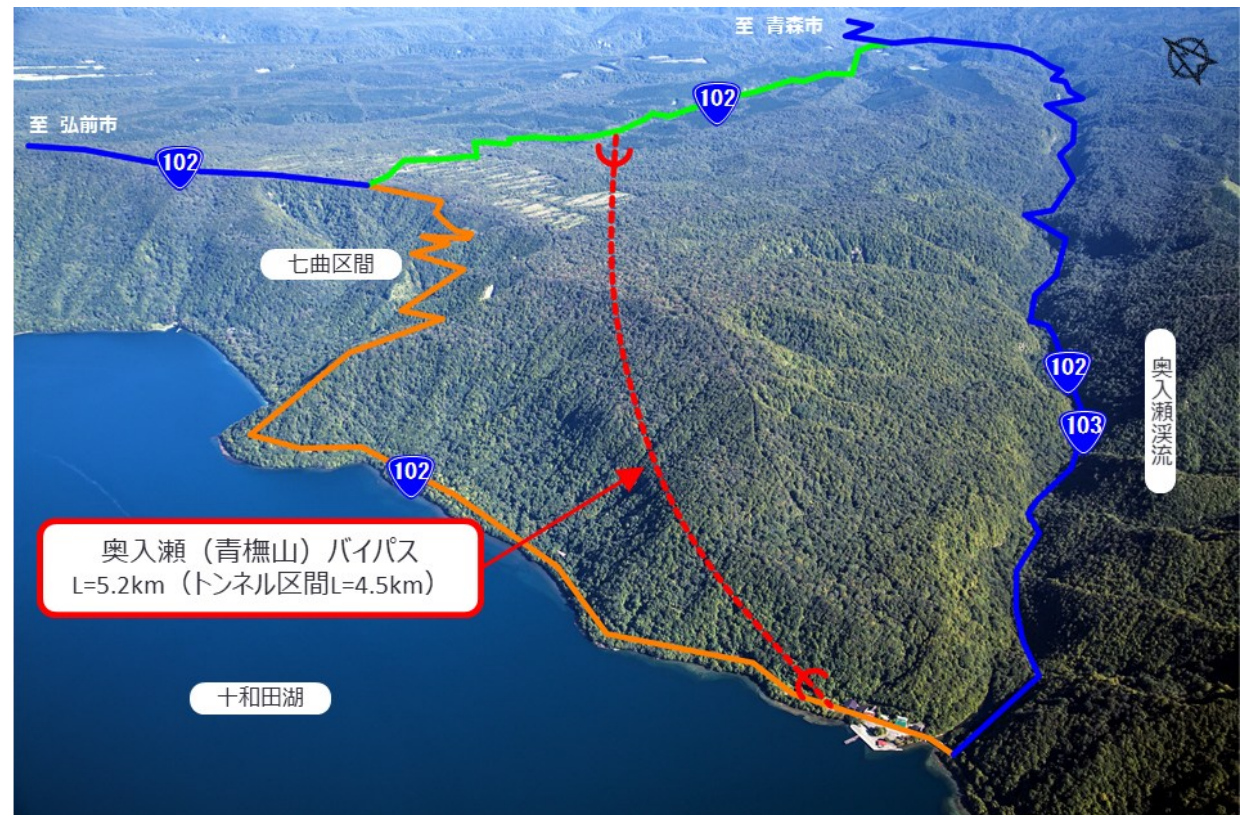 至 青森市
102
至 弘前市
102
七曲区間
102
103
奥入瀬渓流
102
奥入瀬（青橅山）バイパス
L=5.2km（トンネル区間L=4.5km）
十和田湖